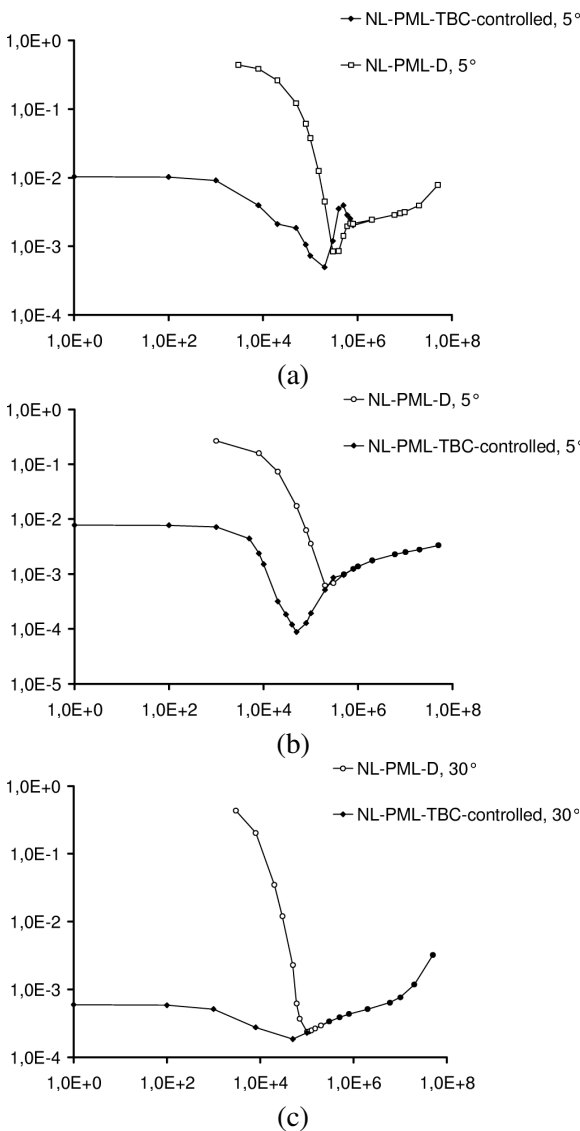 NL-PML-TBC-controlled, 5°
NL-PML-D, 5°
1,0E+0
1,0E-1
1,0E-2
1,0E-3
1,0E-4
1,0E+0 1,0E+2 1,0E+4 1,0E+6 1,0E+8
(a)
NL-PML-D, 5°
NL-PML-TBC-controlled, 5°
1,0E+0
1,0E-1
1,0E-2
1,0E-3
1,0E-4
1,0E-5
1,0E+0 1,0E+2 1,0E+4 1,0E+6 1,0E+8
(b)
NL-PML-D, 30°
NL-PML-TBC-controlled, 30°
1,0E+0
1,0E-1
1,0E-2
1,0E-3
1,0E-4
1,0E+0 1,0E+2 1,0E+4 1,0E+6 1,0E+8
(c)